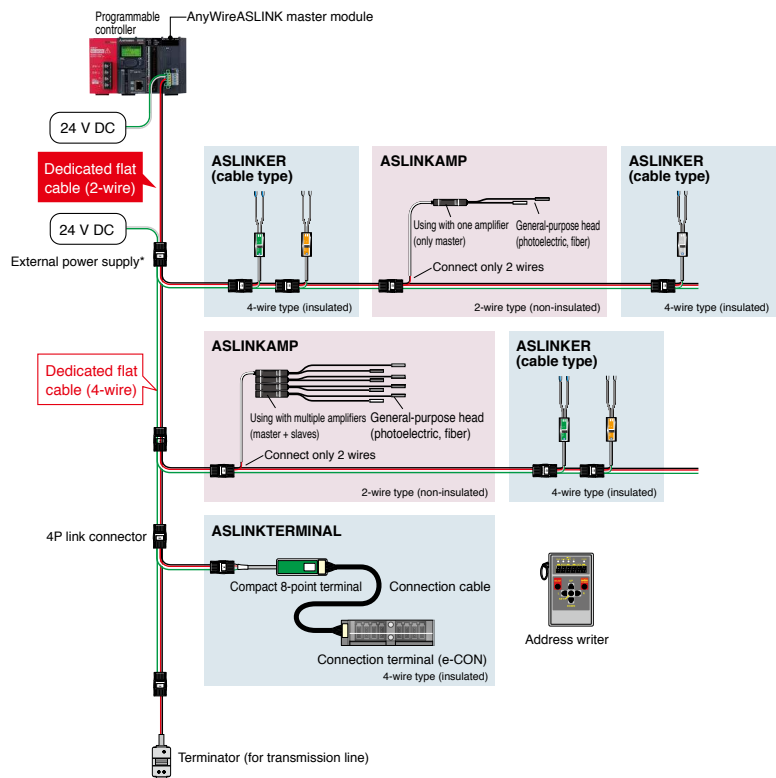 Programmable
controller
AnyWireASLINK master module
24 V DC
Dedicated flat
cable (2-wire)
24 V DC
External power supply*
ASLINKER
(cable type)
4-wire type (insulated)
ASLINKAMP
Using with one amplifier
(only master)
General-purpose head
(photoelectric, fiber)
Connect only 2 wires
2-wire type (non-insulated)
ASLINKER
(cable type)
4-wire type (insulated)
Dedicated flat
cable (4-wire)
ASLINKAMP
Using with multiple amplifiers
(master + slaves)
General-purpose head
(photoelectric, fiber)
Connect only 2 wires
2-wire type (non-insulated)
ASLINKER
(cable type)
4-wire type (insulated)
4P link connector
ASLINKTERMINAL
Compact 8-point terminal
Connection cable
Connection terminal (e-CON)
4-wire type (insulated)
Address writer
Terminator (for transmission line)